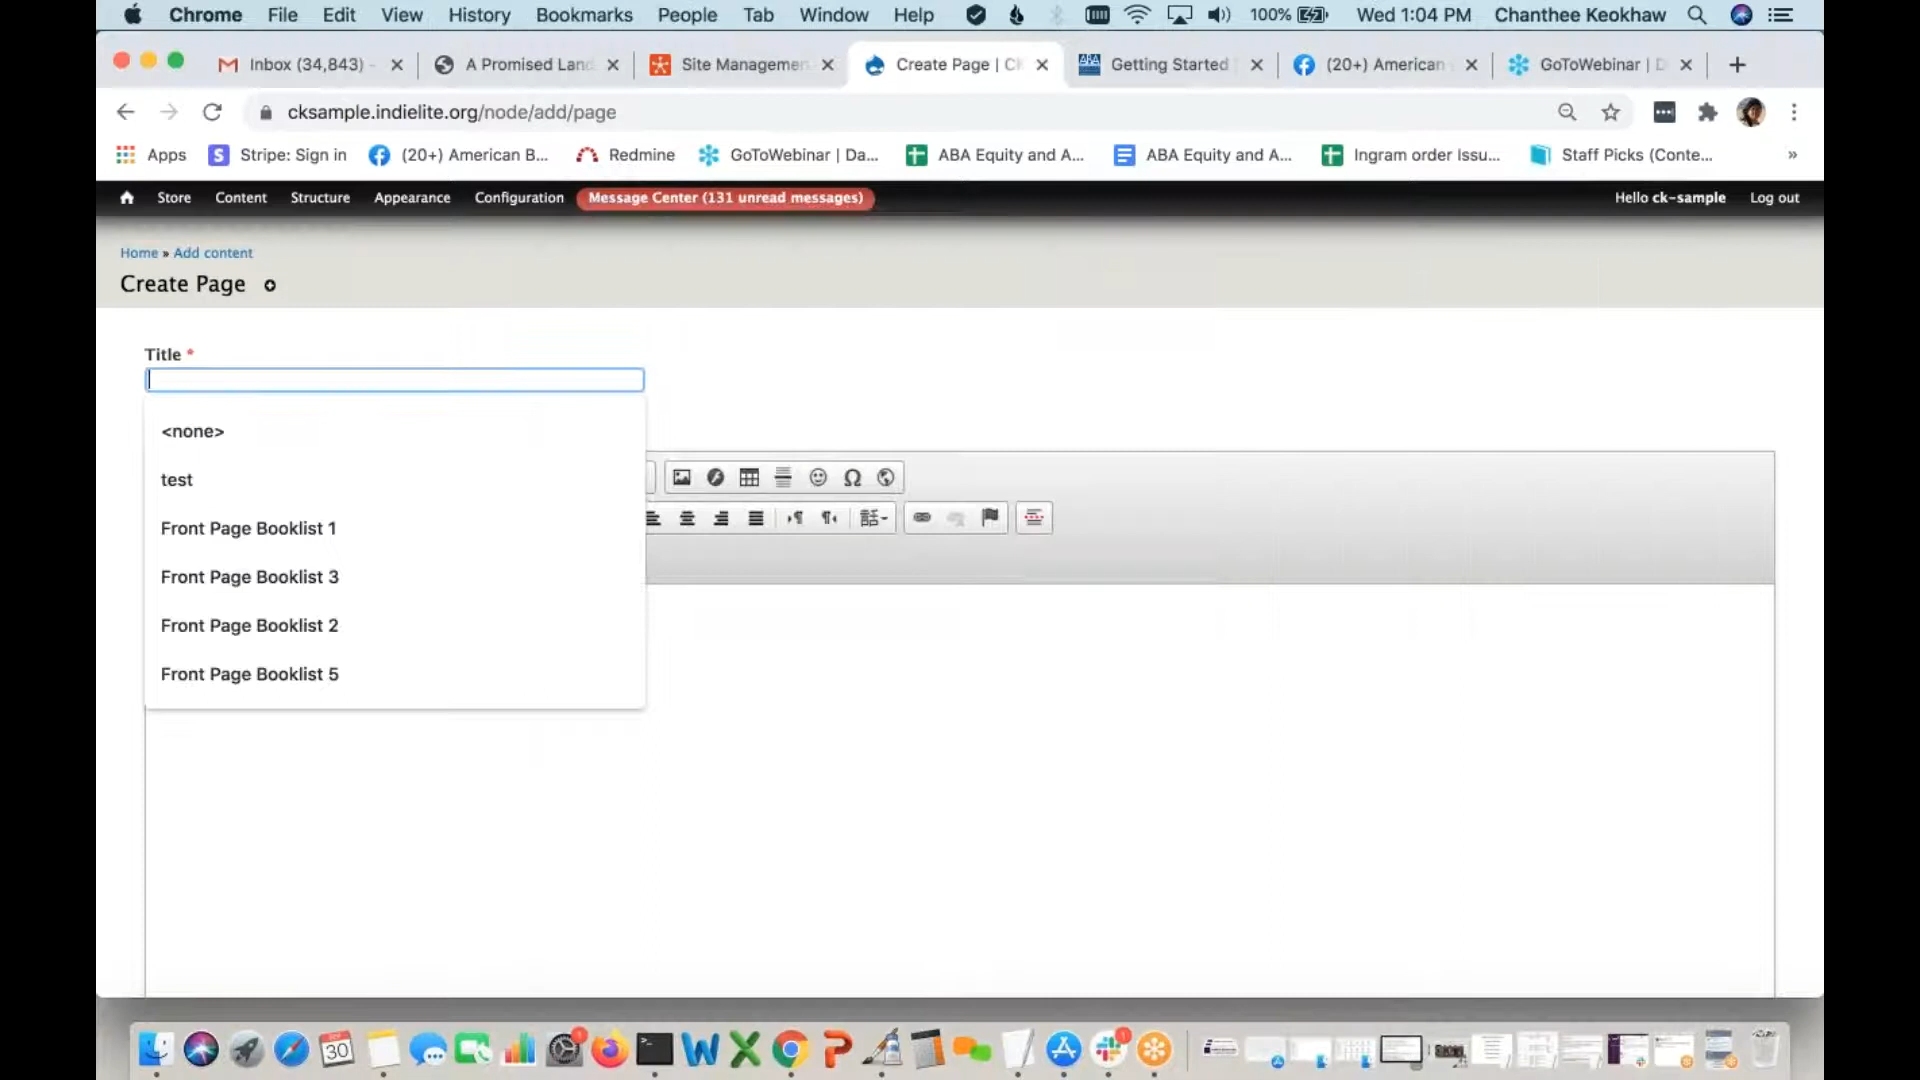 Chrome File Edit View History Bookmarks People Tab Window Help 100% Wed 1:04 PM Chanthee Keokhaw
Inbox (34,843) - A Promised Land Site Managemen Create Page | C ABA Getting Started (20+) American GoToWebinar |
cksample.indielite.org/node/add/page
Apps Stripe: Sign in (20+) American B... Redmine GoToWebinar | Da... ABA Equity and A... ABA Equity and A... Ingram order Issu... Staff Picks (Conte... »
Store Content Structure Appearance Configuration Message Center (131 unread messages) Hello ck-sample Log out
Home » Add content
Create Page
Title *
<none>
test
Front Page Booklist 1
Front Page Booklist 3
Front Page Booklist 2
Front Page Booklist 5
30